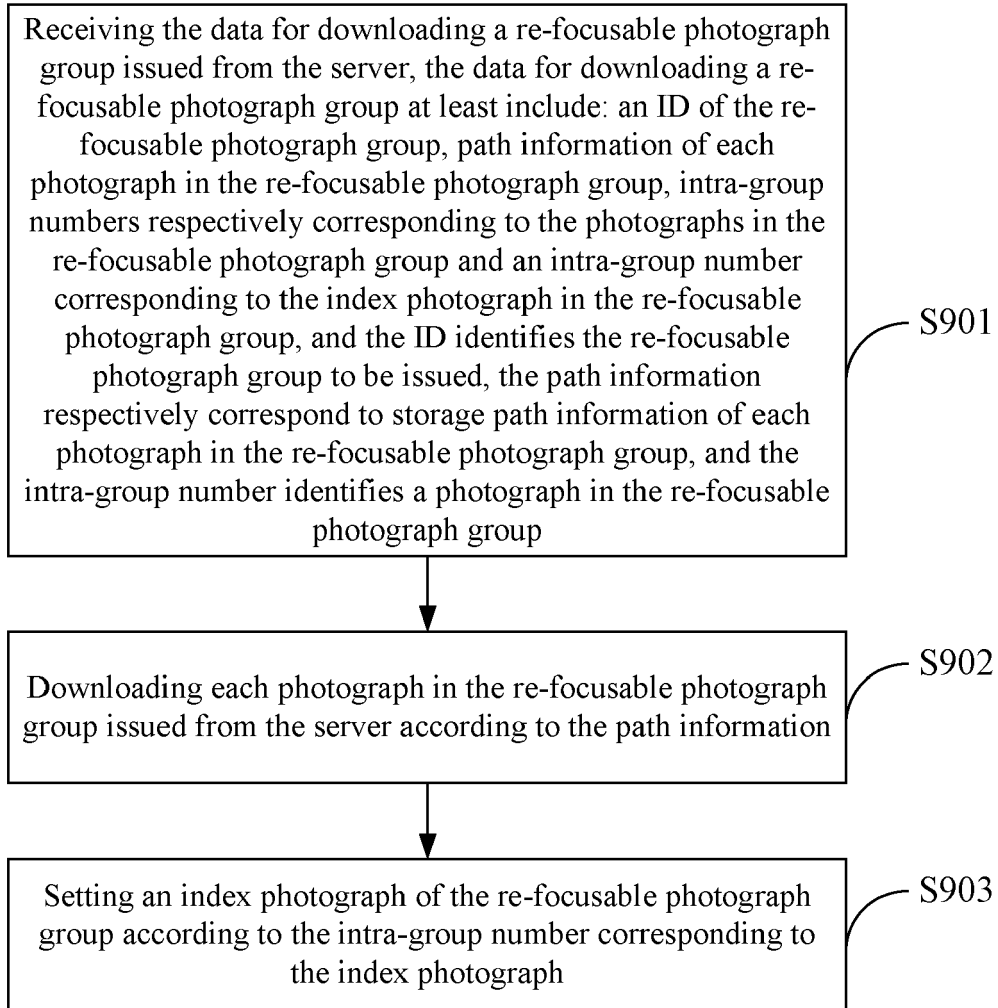 Receiving the data for downloading a re-focusable photograph
group issued from the server, the data for downloading a re-
focusable photograph group at least include: an ID of the re-
focusable photograph group, path information of each
photograph in the re-focusable photograph group, intra-group
numbers respectively corresponding to the photographs in the
re-focusable photograph group and an intra-group number
corresponding to the index photograph in the re-focusable
photograph group, and the ID identifies the re-focusable
photograph group to be issued, the path information
respectively correspond to storage path information of each
photograph in the re-focusable photograph group, and the
intra-group number identifies a photograph in the re-focusable
photograph group
S901
Downloading each photograph in the re-focusable photograph
group issued from the server according to the path information
S902
Setting an index photograph of the re-focusable photograph
group according to the intra-group number corresponding to
the index photograph
S903